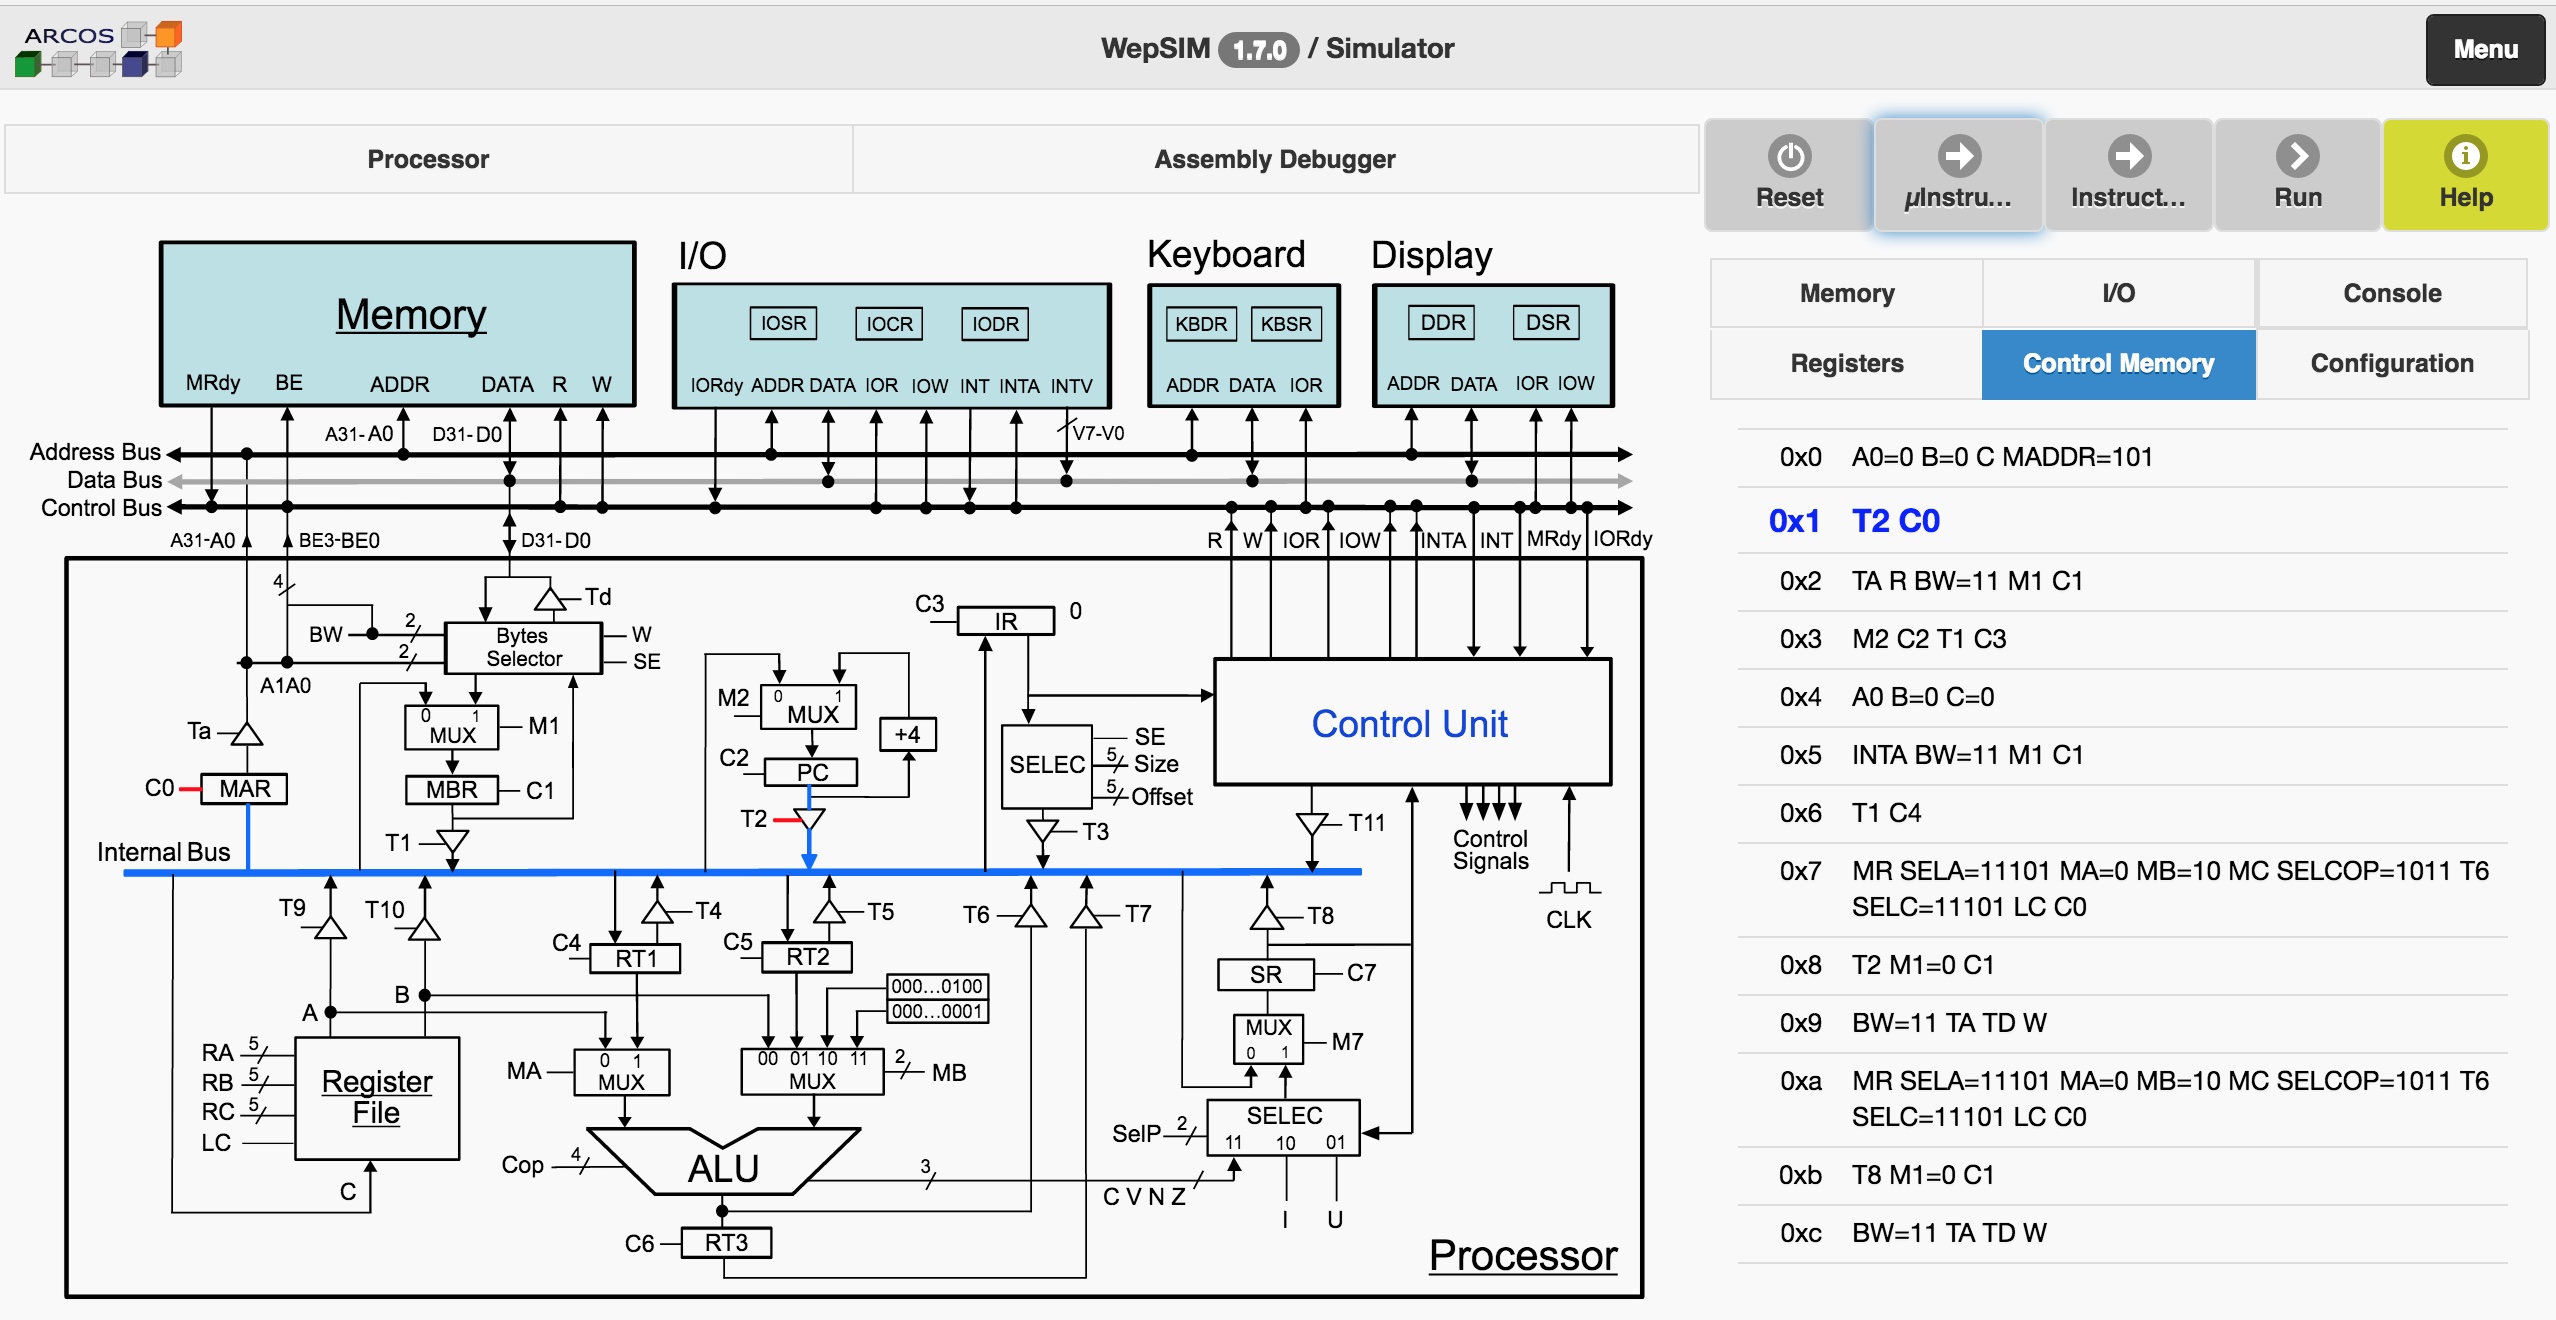 ARCOS
WepSIM 1.7.0 / Simulator
Menu
Processor
Assembly Debugger
Reset
µInstru...
Instruct...
Run
Help
Memory
I/O
Console
Registers
Control Memory
Configuration
I/O
Keyboard
Display
Memory
IOSR IOCR IODR
KBDR KBSR
DDR DSR
MRdy BE ADDR DATA R W
IORdy ADDR DATA IOR IOW INT INTA INTV
ADDR DATA IOR
ADDR DATA IOR IOW
A31-A0 D31-D0
V7-V0
Address Bus
Data Bus
Control Bus
A31-A0 BE3-BE0 D31-D0
R W IOR IOW INTA INT MRdy IORdy
4
Td
C3 IR 0
BW 2
Bytes
Selector
W
2
SE
A1A0
M2 0 1
MUX
0 1
MUX
M1
Ta
+4
SELEC
SE
5 Size
5 Offset
Control Unit
C2 PC
C0 MAR
MBR C1
T2
T1
T3
T11
Control
Signals
CLK
Internal Bus
T9 T10 T4 T5 T6 T7 T8
C4 RT1
C5 RT2
SR C7
000...0100
000...0001
A B
MUX
0 1
M7
RA 5
RB 5
RC 5
LC
Register
File
C
MA
0 1
MUX
00 01 10 11
MUX
2 MB
SelP 2
SELEC
11 10 01
Cop 4
ALU
3
C V N Z
I U
C6 RT3
Processor
0x0 A0=0 B=0 C MADDR=101
0x1 T2 C0
0x2 TA R BW=11 M1 C1
0x3 M2 C2 T1 C3
0x4 A0 B=0 C=0
0x5 INTA BW=11 M1 C1
0x6 T1 C4
0x7 MR SELA=11101 MA=0 MB=10 MC SELCOP=1011 T6
SELC=11101 LC C0
0x8 T2 M1=0 C1
0x9 BW=11 TA TD W
0xa MR SELA=11101 MA=0 MB=10 MC SELCOP=1011 T6
SELC=11101 LC C0
0xb T8 M1=0 C1
0xc BW=11 TA TD W